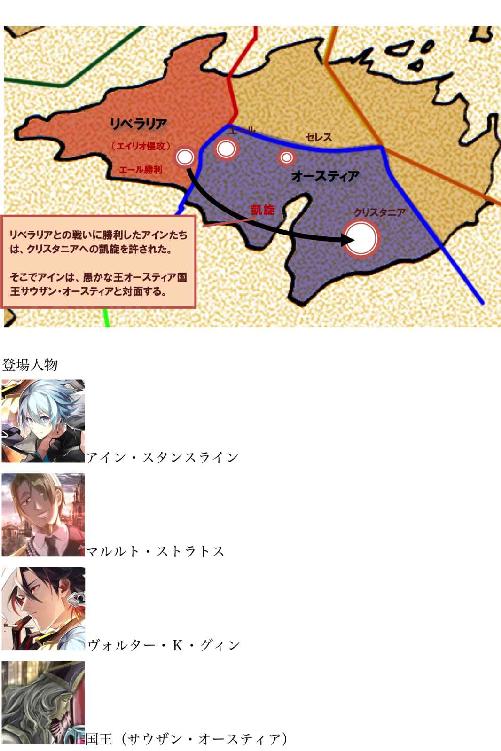 リベラリア
(エイリオ侵攻)
エール勝利
エール
セレス
オースティア
凱旋
クリスタニア
リベラリアとの戦いに勝利したアインたち
は、クリスタニアへの凱旋を許された。
そこでアインは、愚かな王オースティア国
王サウザン・オースティアと対面する。
登場人物
アイン・スタンスライン
マルルト・ストラトス
ヴォルター・K・グィン
国王(サウザン・オースティア)